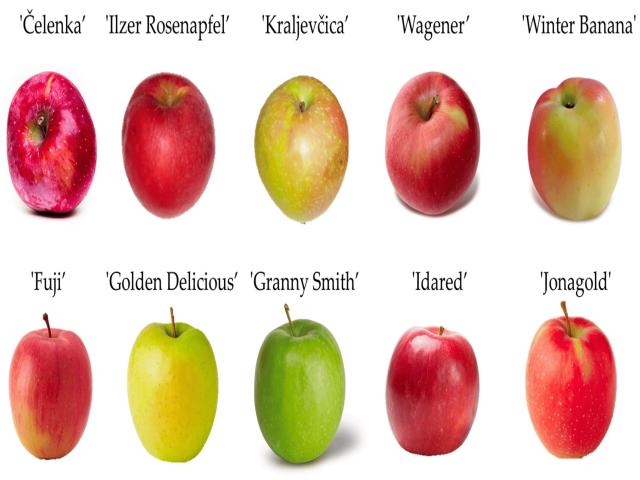 'Čelenka’ 'Ilzer Rosenapfel’ 'Kraljevčica’ 'Wagener’ 'Winter Banana'
'Fuji’ 'Golden Delicious’ 'Granny Smith’ 'Idared’ 'Jonagold'